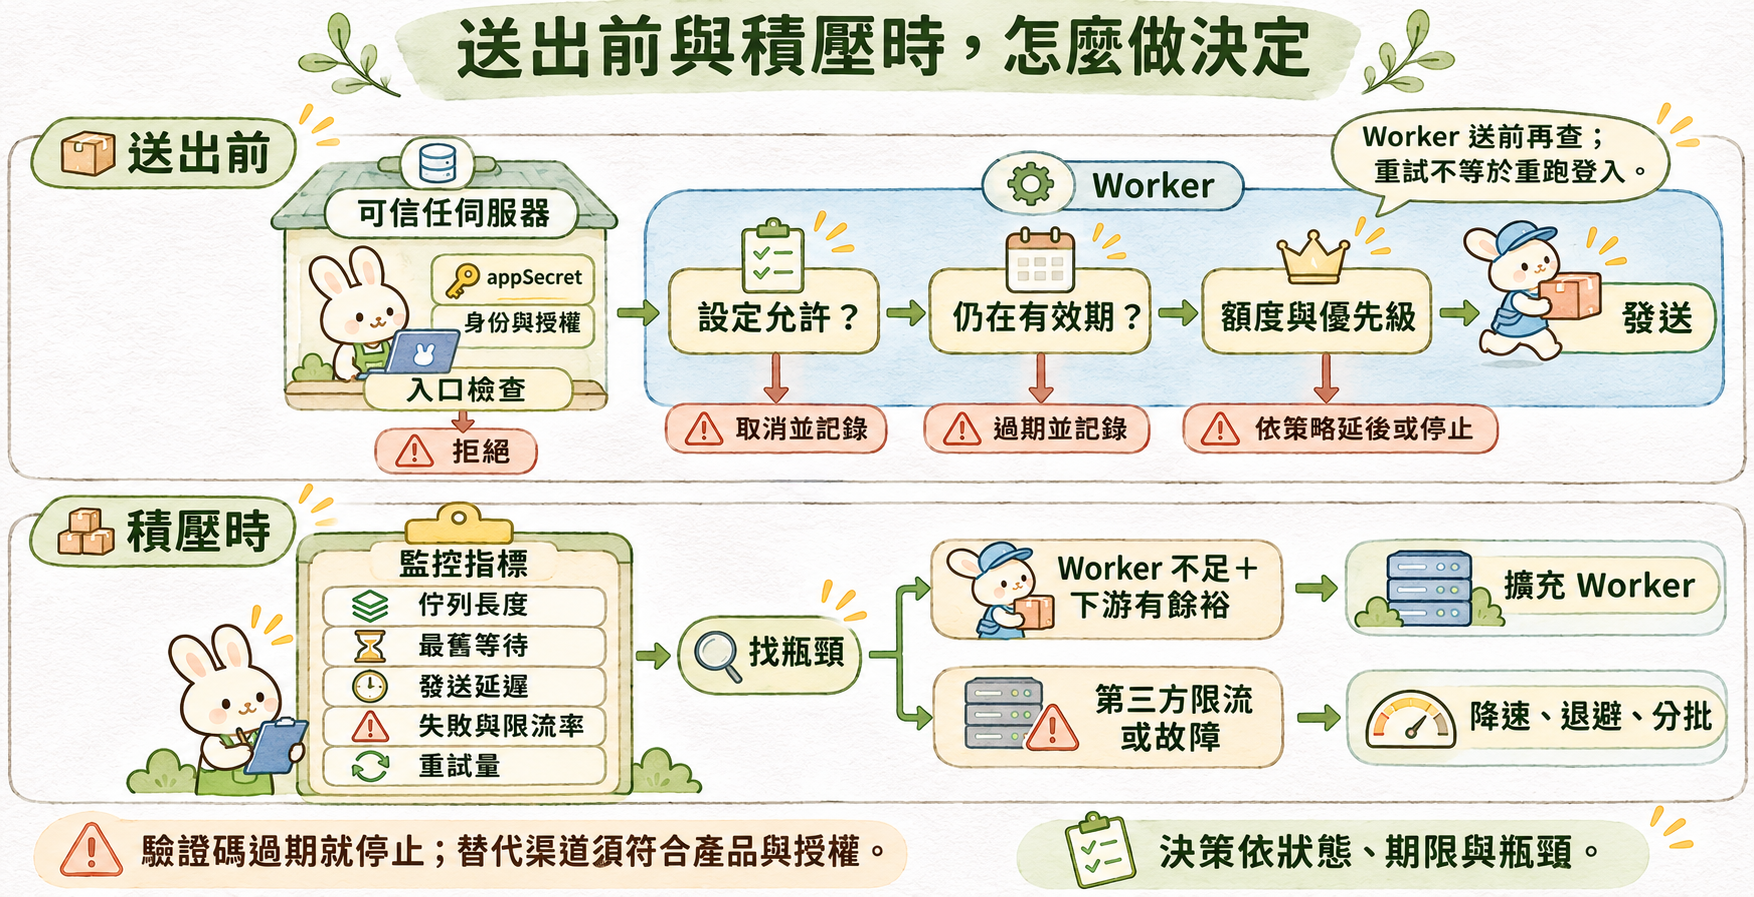 送出前與積壓時，怎麼做決定
送出前
Worker 送前再查；
重試不等於重跑登入。
可信任伺服器
appSecret
身份與授權
入口檢查
拒絕
Worker
設定允許？
仍在有效期？
額度與優先級
發送
取消並記錄
過期並記錄
依策略延後或停止
積壓時
監控指標
佇列長度
最舊等待
發送延遲
失敗與限流率
重試量
找瓶頸
Worker 不足＋
下游有餘裕
擴充 Worker
第三方限流
或故障
降速、退避、分批
驗證碼過期就停止；替代渠道須符合產品與授權。
決策依狀態、期限與瓶頸。